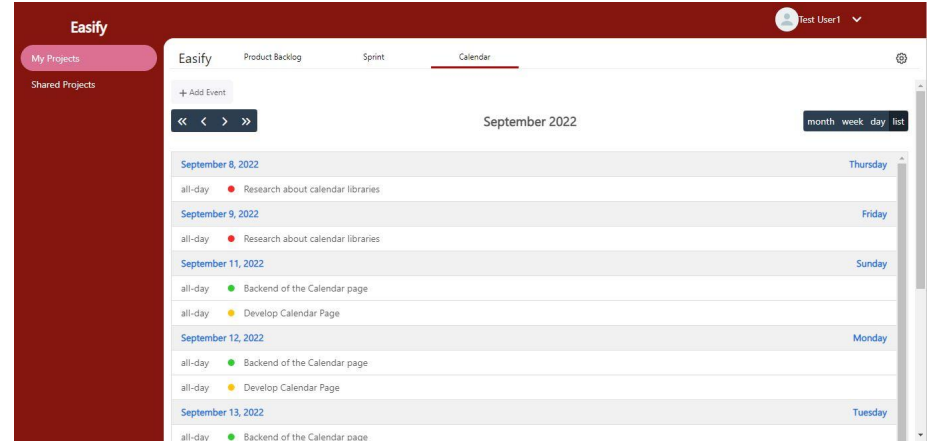 Easify
Test User1
My Projects
Shared Projects
Easify Product Backlog Sprint Calendar
+ Add Event
September 2022
month week day list
September 8, 2022 Thursday
all-day Research about calendar libraries
September 9, 2022 Friday
all-day Research about calendar libraries
September 11, 2022 Sunday
all-day Backend of the Calendar page
all-day Develop Calendar Page
September 12, 2022 Monday
all-day Backend of the Calendar page
all-day Develop Calendar Page
September 13, 2022 Tuesday
all-day Backend of the Calendar page